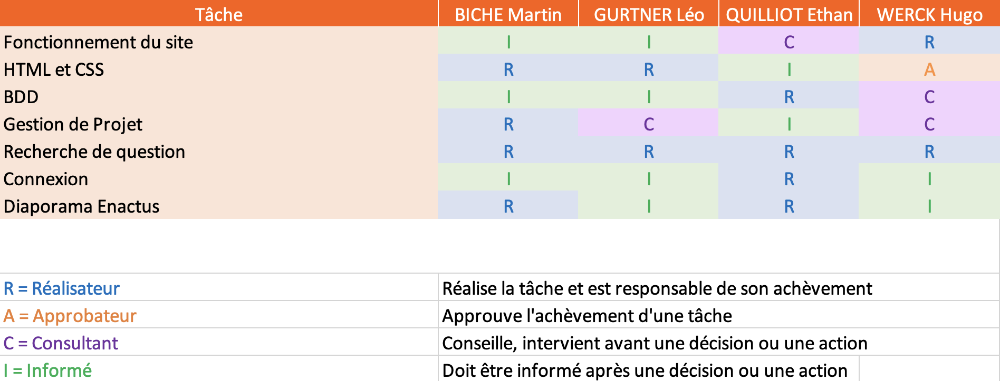 Tâche BICHE Martin GURTNER Léo QUILLIOT Ethan WERCK Hugo
Fonctionnement du site I I C R
HTML et CSS R R I A
BDD I I R C
Gestion de Projet R C I C
Recherche de question R R R R
Connexion I I R I
Diaporama Enactus R I R I
R = Réalisateur Réalise la tâche et est responsable de son achèvement
A = Approbateur Approuve l'achèvement d'une tâche
C = Consultant Conseille, intervient avant une décision ou une action
I = Informé Doit être informé après une décision ou une action